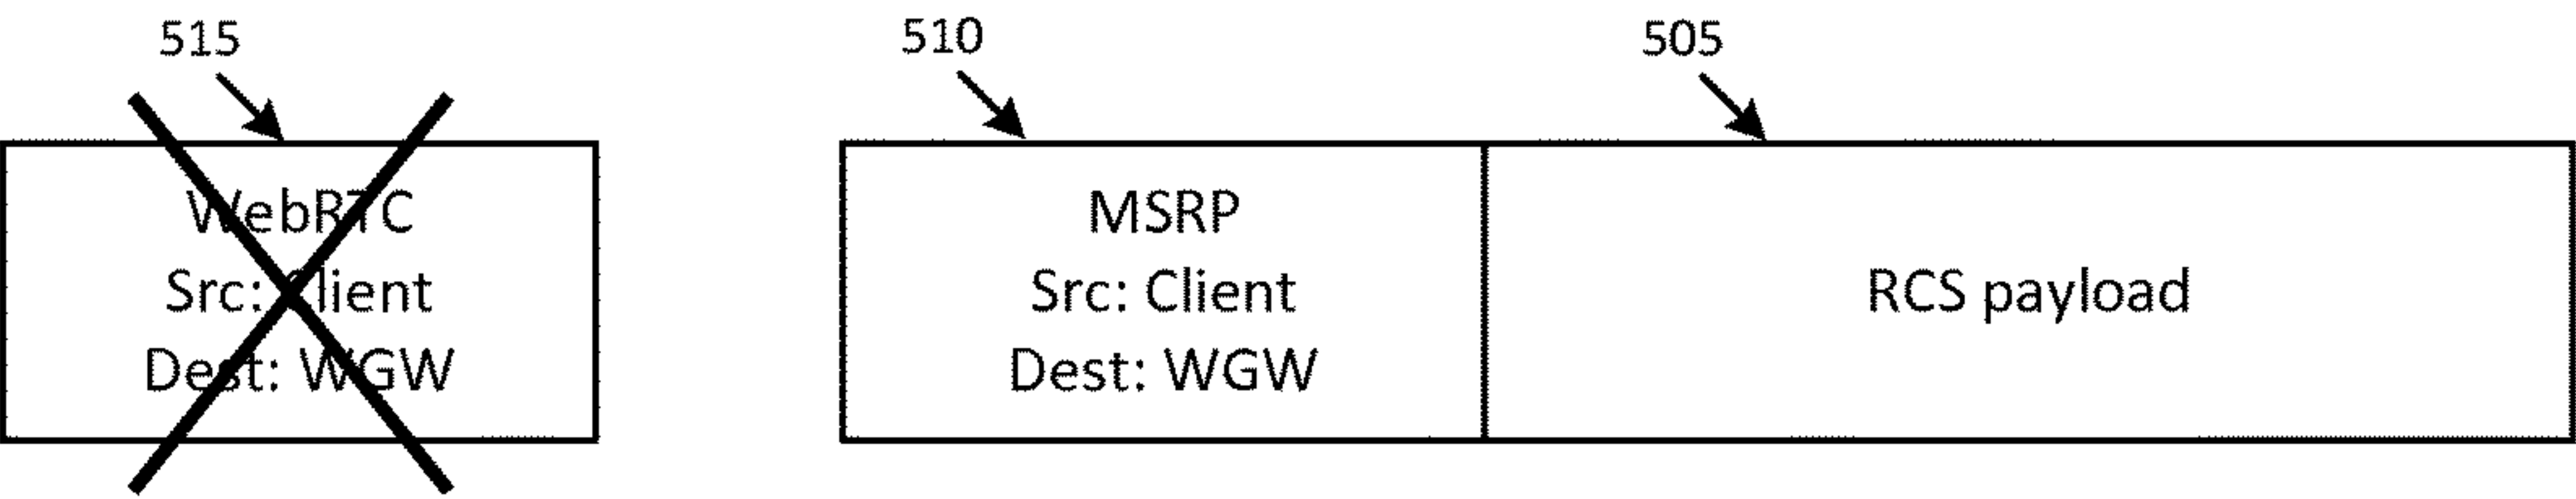 515
510
505
WebRTC
Src: Client
Dest: WGW
MSRP
Src: Client
Dest: WGW
RCS payload